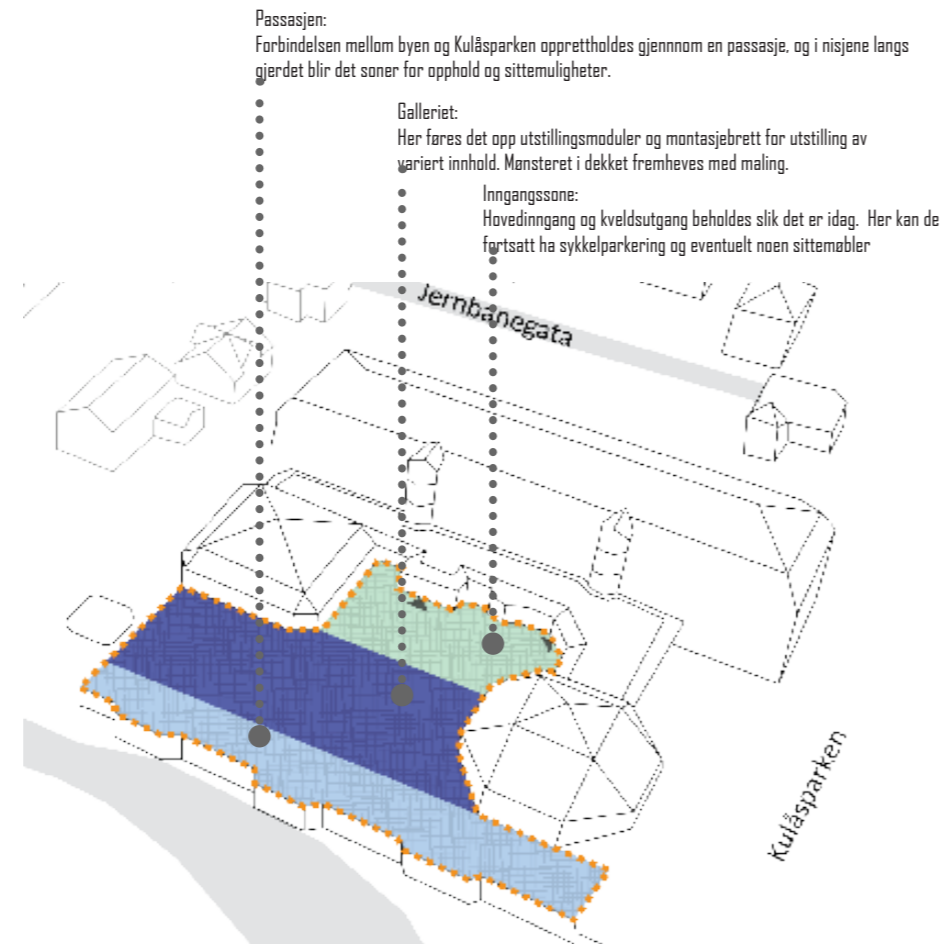 Passasjen:
Forbindelsen mellom byen og Kulåsparken opprettholdes gjennnom en passasje, og i nisjene langs
gjerdet blir det soner for opphold og sittemuligheter.
Galleriet:
Her føres det opp utstillingsmoduler og montasjebrett for utstilling av
variert innhold. Mønsteret i dekket fremheves med maling.
Inngangssone:
Hovedinngang og kveldsutgang beholdes slik det er idag. Her kan de
fortsatt ha sykkelparkering og eventuelt noen sittemøbler
Jernbanegata
Kulåsparken